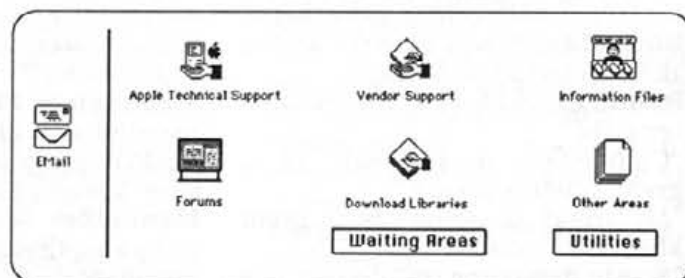 Apple Technical Support
Vendor Support
Information Files
EMail
Forums
Download Libraries
Other Areas
Waiting Areas
Utilities